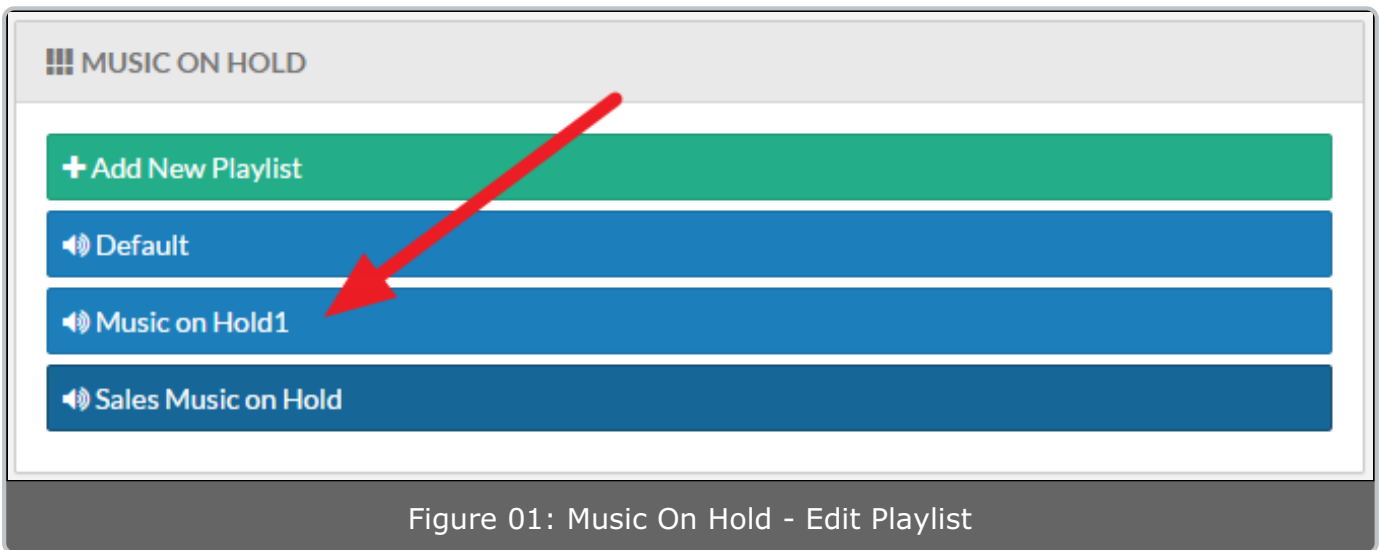 MUSIC ON HOLD
Add New Playlist
Default
Music on Hold1
Sales Music on Hold
Figure 01: Music On Hold - Edit Playlist